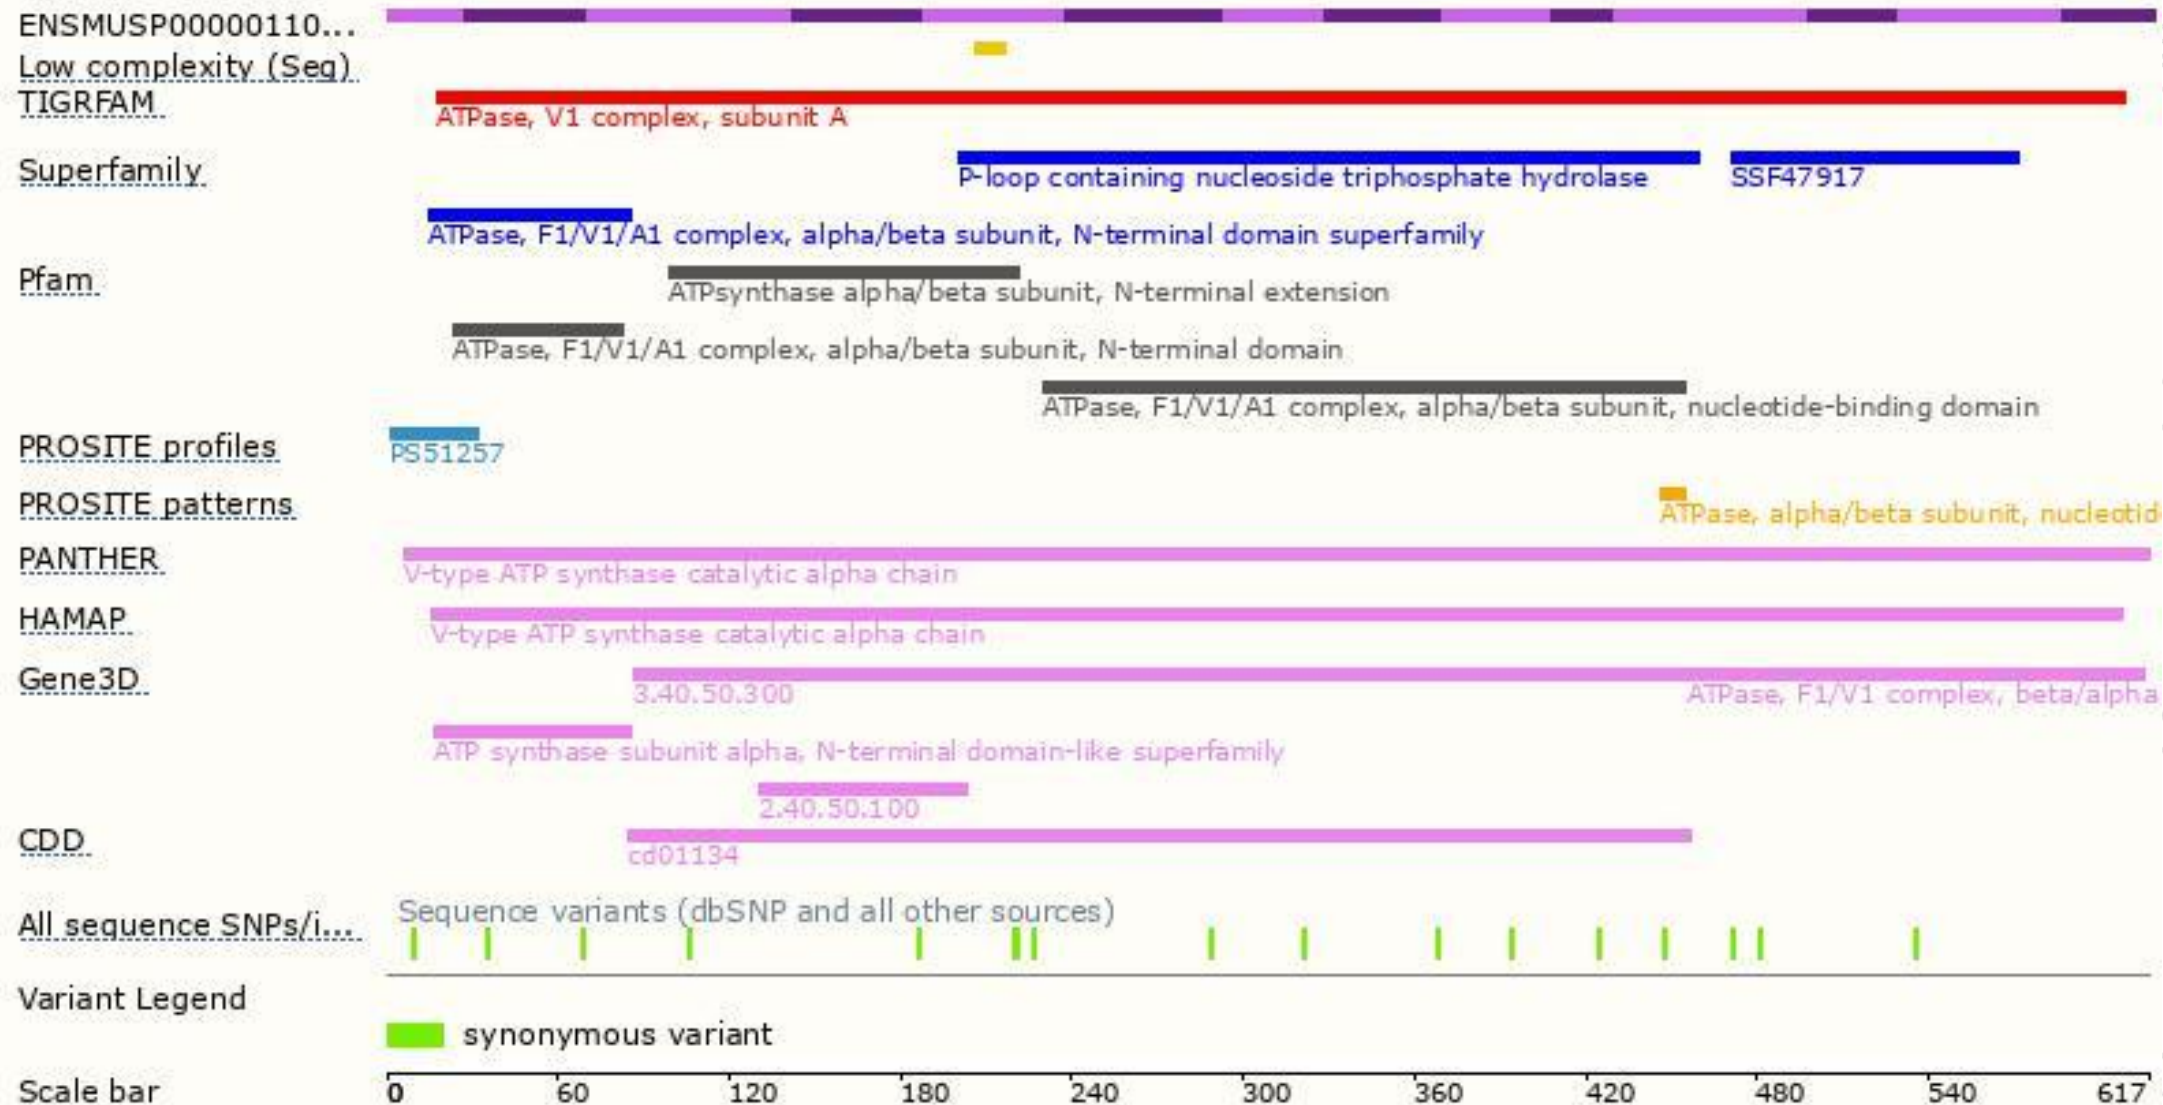 ENSMUSP00000110...
Low complexity (Seg)
TIGRFAM
ATPase, V1 complex, subunit A
Superfamily
P-loop containing nucleoside triphosphate hydrolase SSF47917
ATPase, F1/V1/A1 complex, alpha/beta subunit, N-terminal domain superfamily
Pfam
ATPsynthase alpha/beta subunit, N-terminal extension
ATPase, F1/V1/A1 complex, alpha/beta subunit, N-terminal domain
ATPase, F1/V1/A1 complex, alpha/beta subunit, nucleotide-binding domain
PROSITE profiles
PS51257
PROSITE patterns
ATPase, alpha/beta subunit, nucleotid
PANTHER
V-type ATP synthase catalytic alpha chain
HAMAP
V-type ATP synthase catalytic alpha chain
Gene3D
3.40.50.300 ATPase, F1/V1 complex, beta/alpha
ATP synthase subunit alpha, N-terminal domain-like superfamily
2.40.50.100
CDD
cd01134
Sequence variants (dbSNP and all other sources)
All sequence SNPs/i...
Variant Legend
synonymous variant
Scale bar 0 60 120 180 240 300 360 420 480 540 617